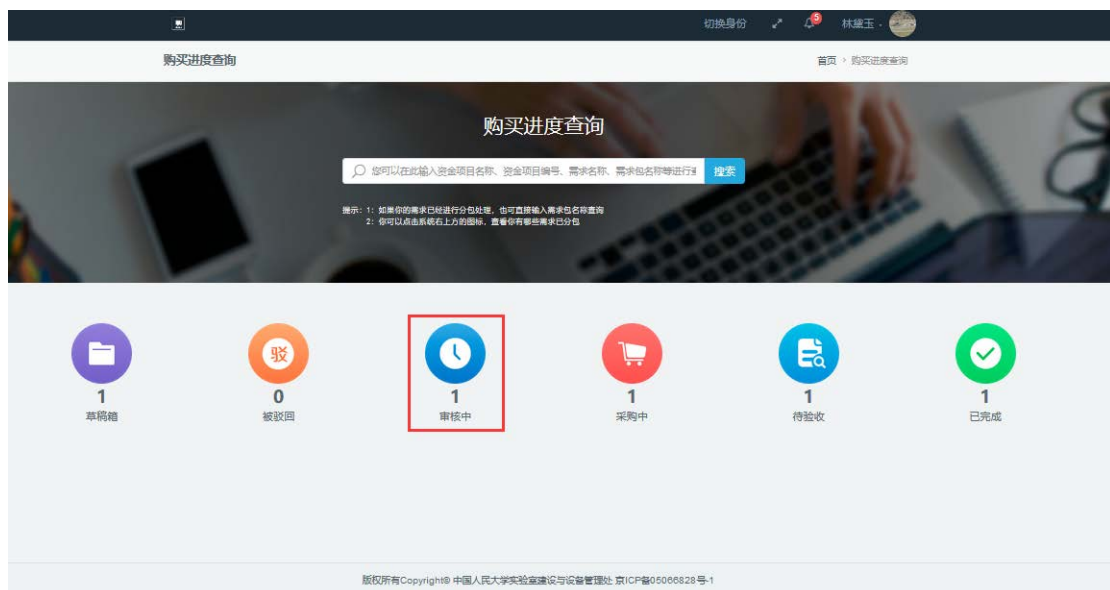 切换身份
5
林黛玉
购买进度查询
首页 > 购买进度查询
购买进度查询
您可以在此输入资金项目名称、资金项目编号、需求名称、需求包名称等进行
搜索
提示：1：如果你的需求已经进行分包处理，也可直接输入需求包名称查询
2：你可以点击系统右上方的图标，查看你有哪些需求已分包
驳
1
草稿箱
0
被驳回
1
审核中
1
采购中
1
待验收
1
已完成
版权所有Copyright® 中国人民大学实验室建设与设备管理处 京ICP备05066828号-1